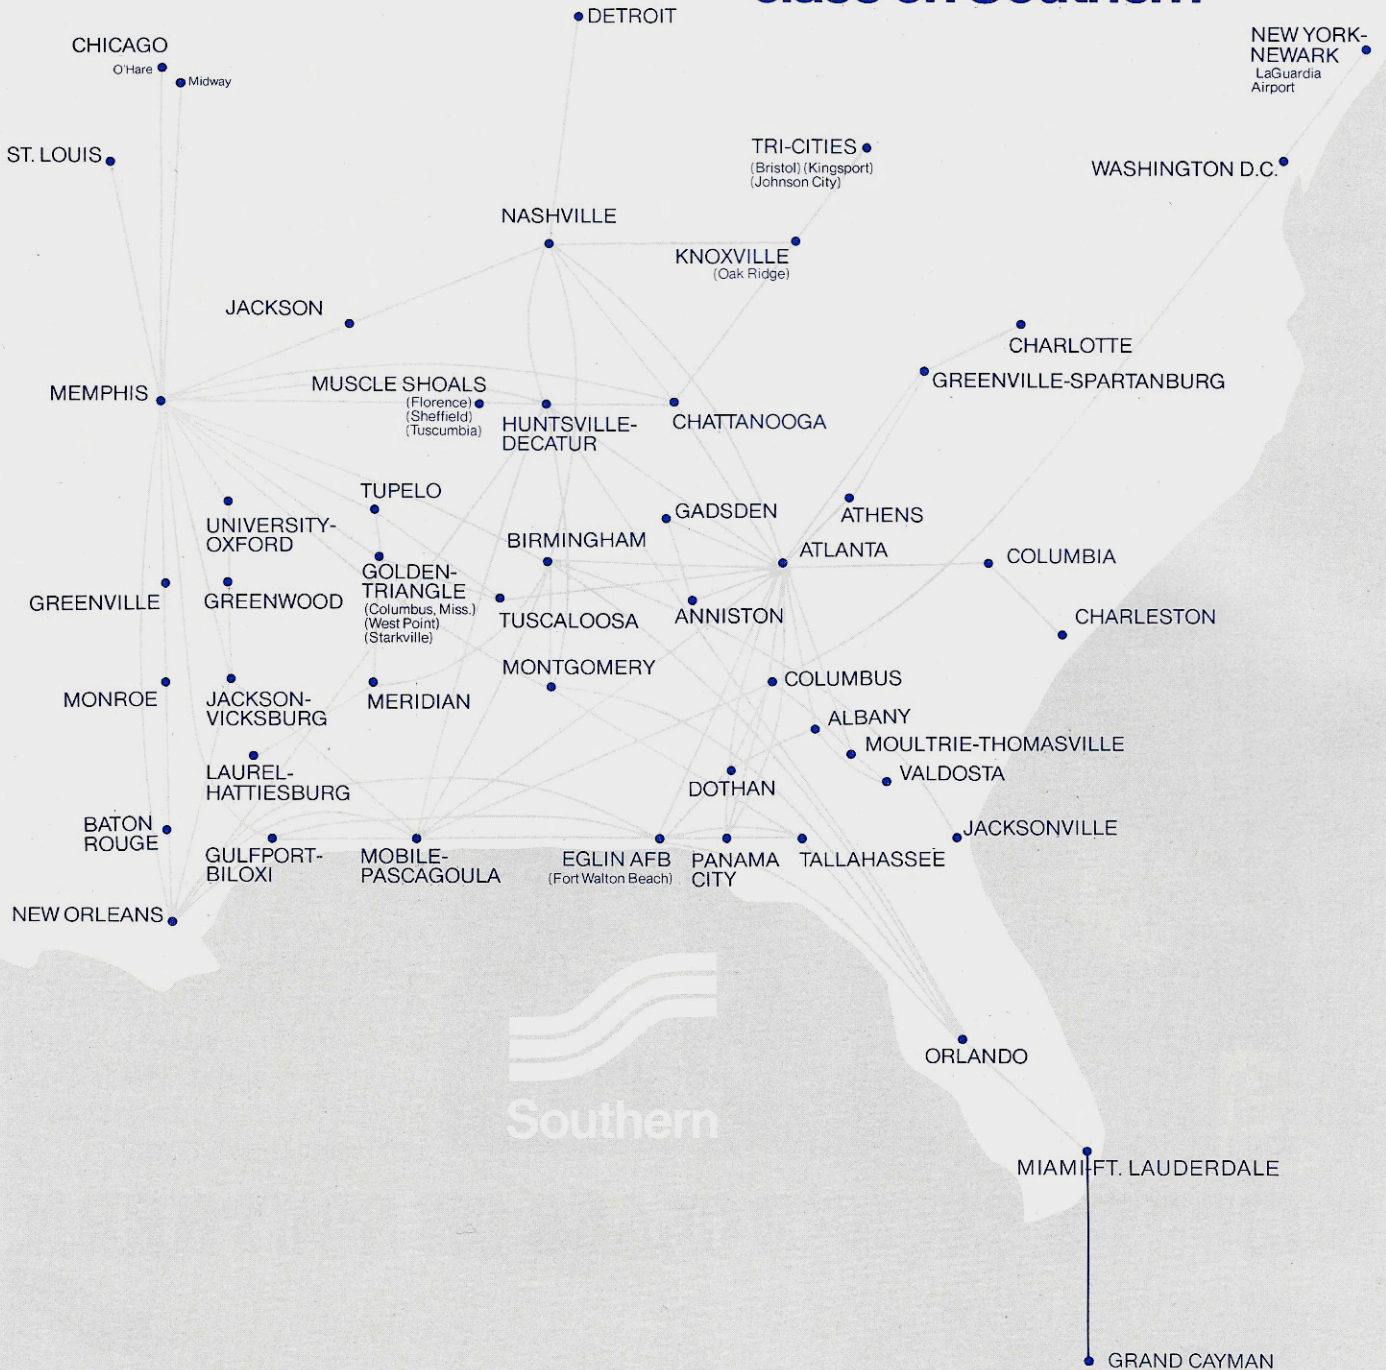 class on Southern
DETROIT
CHICAGO
O'Hare
Midway
NEW YORK-
NEWARK
LaGuardia
Airport
ST. LOUIS
TRI-CITIES
(Bristol) (Kingsport)
(Johnson City)
WASHINGTON D.C.
NASHVILLE
KNOXVILLE
(Oak Ridge)
JACKSON
CHARLOTTE
GREENVILLE-SPARTANBURG
MEMPHIS
MUSCLE SHOALS
(Florence)
(Sheffield)
(Tuscumbia)
HUNTSVILLE-
DECATUR
CHATTANOOGA
TUPELO
UNIVERSITY-
OXFORD
GADSDEN
ATHENS
BIRMINGHAM
ATLANTA
COLUMBIA
GOLDEN-
TRIANGLE
(Columbus, Miss.)
(West Point)
(Starkville)
GREENVILLE
GREENWOOD
TUSCALOOSA
ANNISTON
CHARLESTON
MONTGOMERY
COLUMBUS
MONROE
JACKSON-
VICKSBURG
MERIDIAN
ALBANY
MOULTRIE-THOMASVILLE
VALDOSTA
LAUREL-
HATTIESBURG
DOTHAN
BATON
ROUGE
GULFPORT-
BILOXI
MOBILE-
PASCAGOULA
EGLIN AFB
(Fort Walton Beach)
PANAMA
CITY
TALLAHASSEE
JACKSONVILLE
NEW ORLEANS
ORLANDO
Southern
MIAMI-FT. LAUDERDALE
GRAND CAYMAN